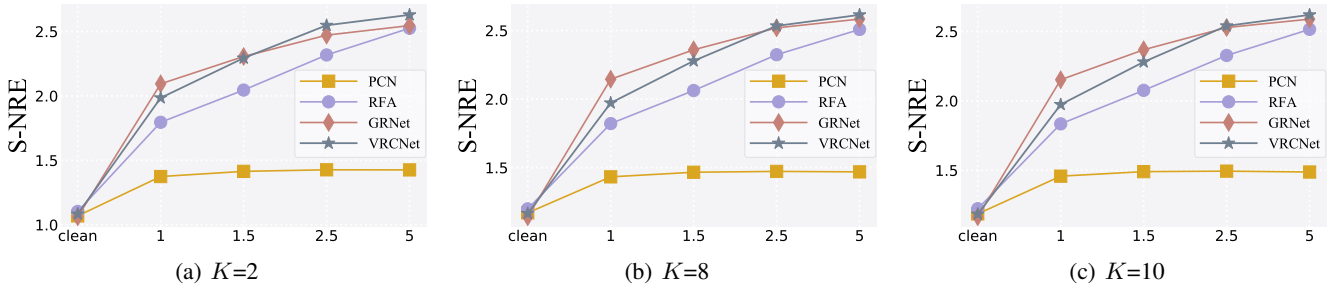 S-NRE
2.5
2.0
1.5
1.0
PCN
RFA
GRNet
VRCNet
clean 1 1.5 2.5 5
(a) K=2
S-NRE
2.5
2.0
1.5
PCN
RFA
GRNet
VRCNet
clean 1 1.5 2.5 5
(b) K=8
S-NRE
2.5
2.0
1.5
PCN
RFA
GRNet
VRCNet
clean 1 1.5 2.5 5
(c) K=10